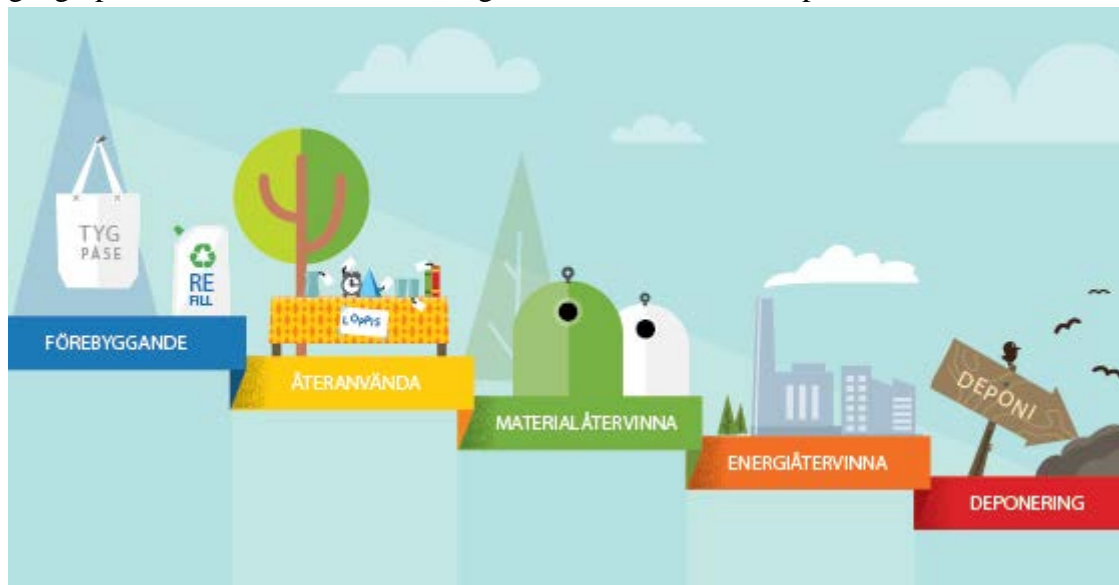 TYG
PÅSE
RE
FILL
LOPPIS
FÖREBYGGANDE
ÅTERANVÄNDA
MATERIALÅTERVINNA
ENERGIÅTERVINNA
DEPONI
DEPONERING